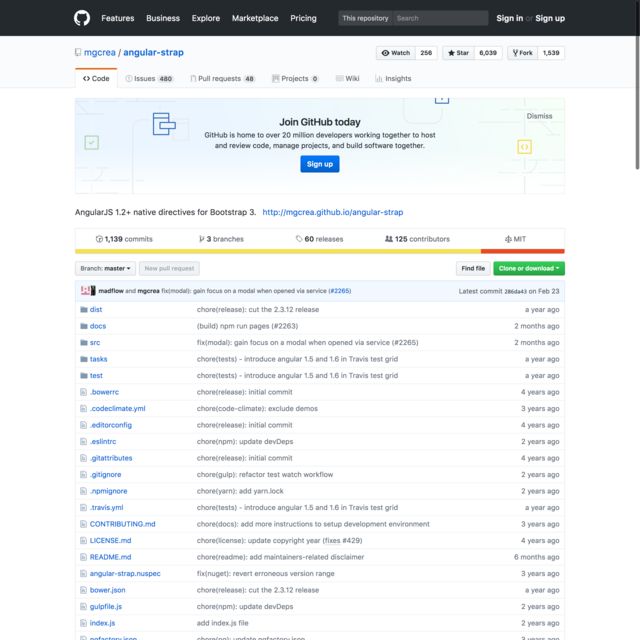 Features Business Explore Marketplace Pricing This repository Search Sign in or Sign up
mgcrea / angular-strap Watch 256 Star 6,039 Fork 1,539
Code Issues 480 Pull requests 48 Projects 0 Wiki Insights
Dismiss
Join GitHub today
GitHub is home to over 20 million developers working together to host
and review code, manage projects, and build software together.
Sign up
AngularJS 1.2+ native directives for Bootstrap 3. http://mgcrea.github.io/angular-strap
1,139 commits 3 branches 60 releases 125 contributors MIT
Branch: master New pull request Find file Clone or download
madflow and mgcrea fix(modal): gain focus on a modal when opened via service (#2265) Latest commit 286da43 on Feb 23
dist chore(release): cut the 2.3.12 release a year ago
docs (build) npm run pages (#2263) 2 months ago
src fix(modal): gain focus on a modal when opened via service (#2265) 2 months ago
tasks chore(tests) - introduce angular 1.5 and 1.6 in Travis test grid a year ago
test chore(tests) - introduce angular 1.5 and 1.6 in Travis test grid a year ago
.bowerrc chore(release): initial commit 4 years ago
.codeclimate.yml chore(code-climate): exclude demos 3 years ago
.editorconfig chore(release): initial commit 4 years ago
.eslintrc chore(npm): update devDeps 2 years ago
.gitattributes chore(release): initial commit 4 years ago
.gitignore chore(gulp): refactor test watch workflow 2 years ago
.npmignore chore(yarn): add yarn.lock 2 years ago
.travis.yml chore(tests) - introduce angular 1.5 and 1.6 in Travis test grid a year ago
CONTRIBUTING.md chore(docs): add more instructions to setup development environment 3 years ago
LICENSE.md chore(license): update copyright year (fixes #429) 4 years ago
README.md chore(readme): add maintainers-related disclaimer 6 months ago
angular-strap.nuspec fix(nuget): revert erroneous version range 3 years ago
bower.json chore(release): cut the 2.3.12 release a year ago
gulpfile.js chore(npm): update devDeps 2 years ago
index.js add index.js file 2 years ago
ngfactory.json chore(ng): update ngfactory.json 3 years ago